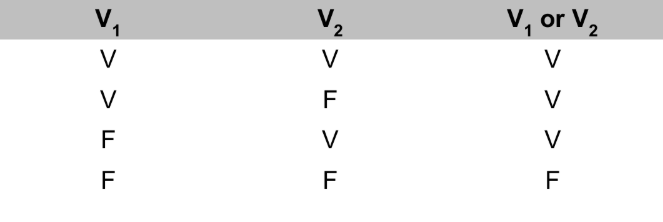 V1 V2 V1 or V2
V V V
V F V
F V V
F F F